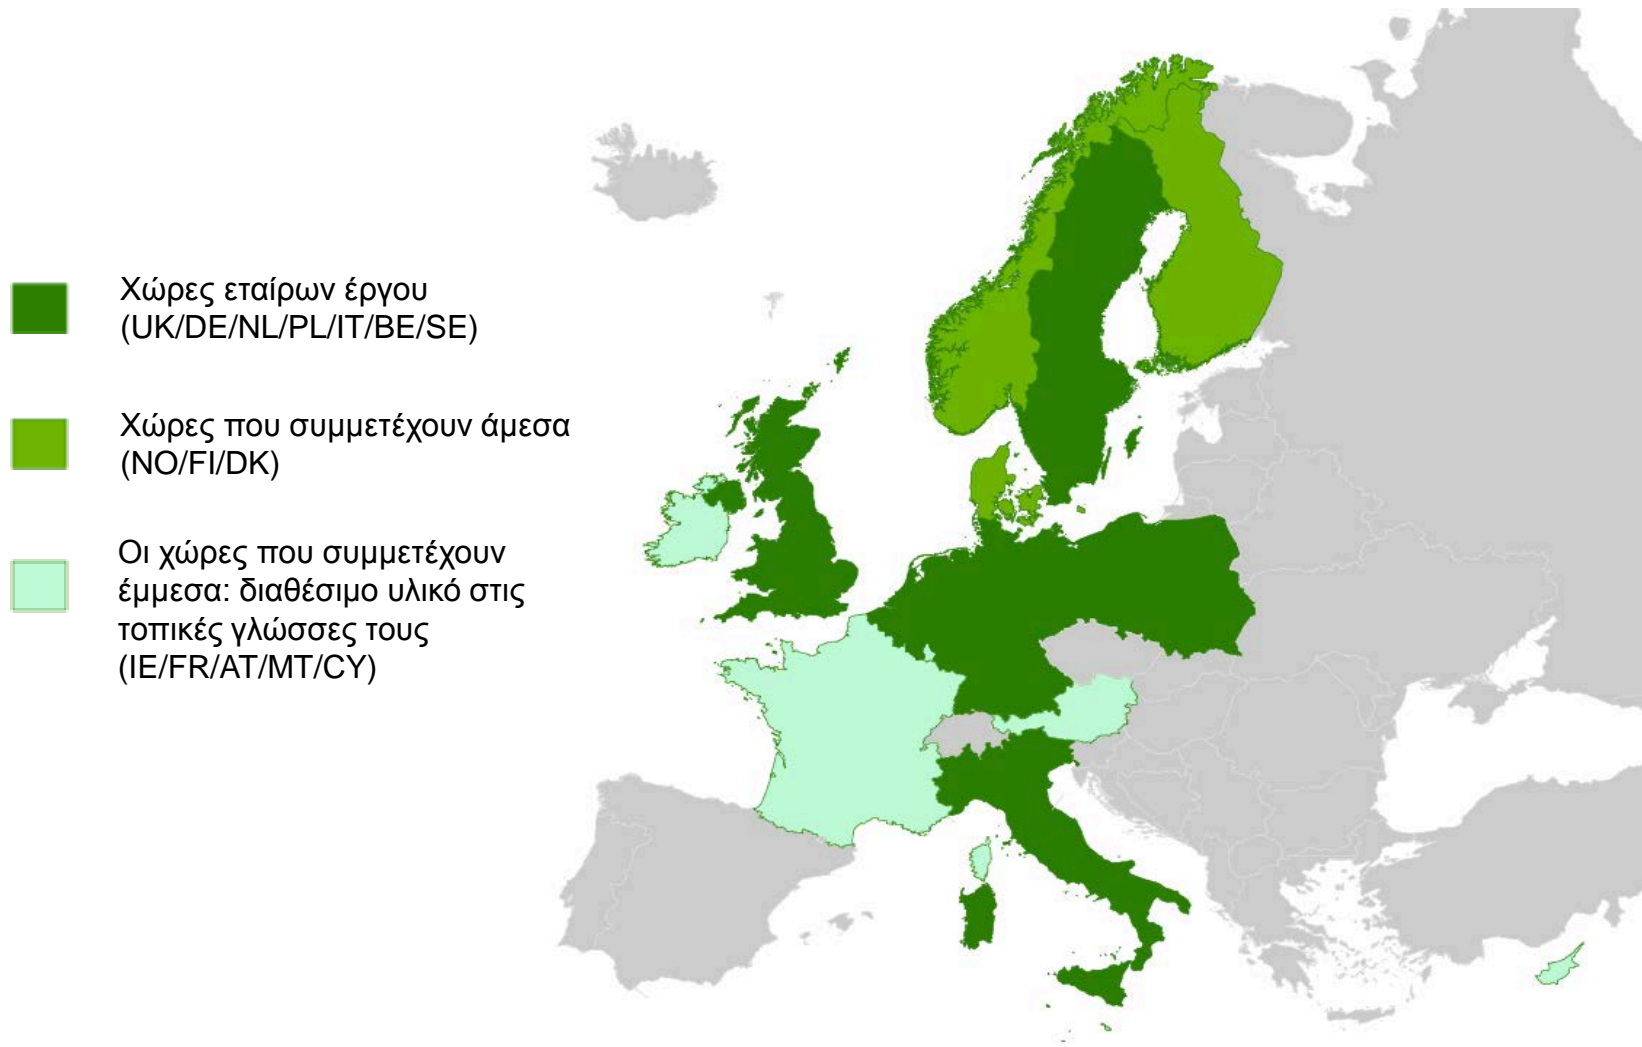 Χώρες εταίρων έργου
(UK/DE/NL/PL/IT/BE/SE)
Χώρες που συμμετέχουν άμεσα
(NO/FI/DK)
Οι χώρες που συμμετέχουν
έμμεσα: διαθέσιμο υλικό στις
τοπικές γλώσσες τους
(IE/FR/AT/MT/CY)